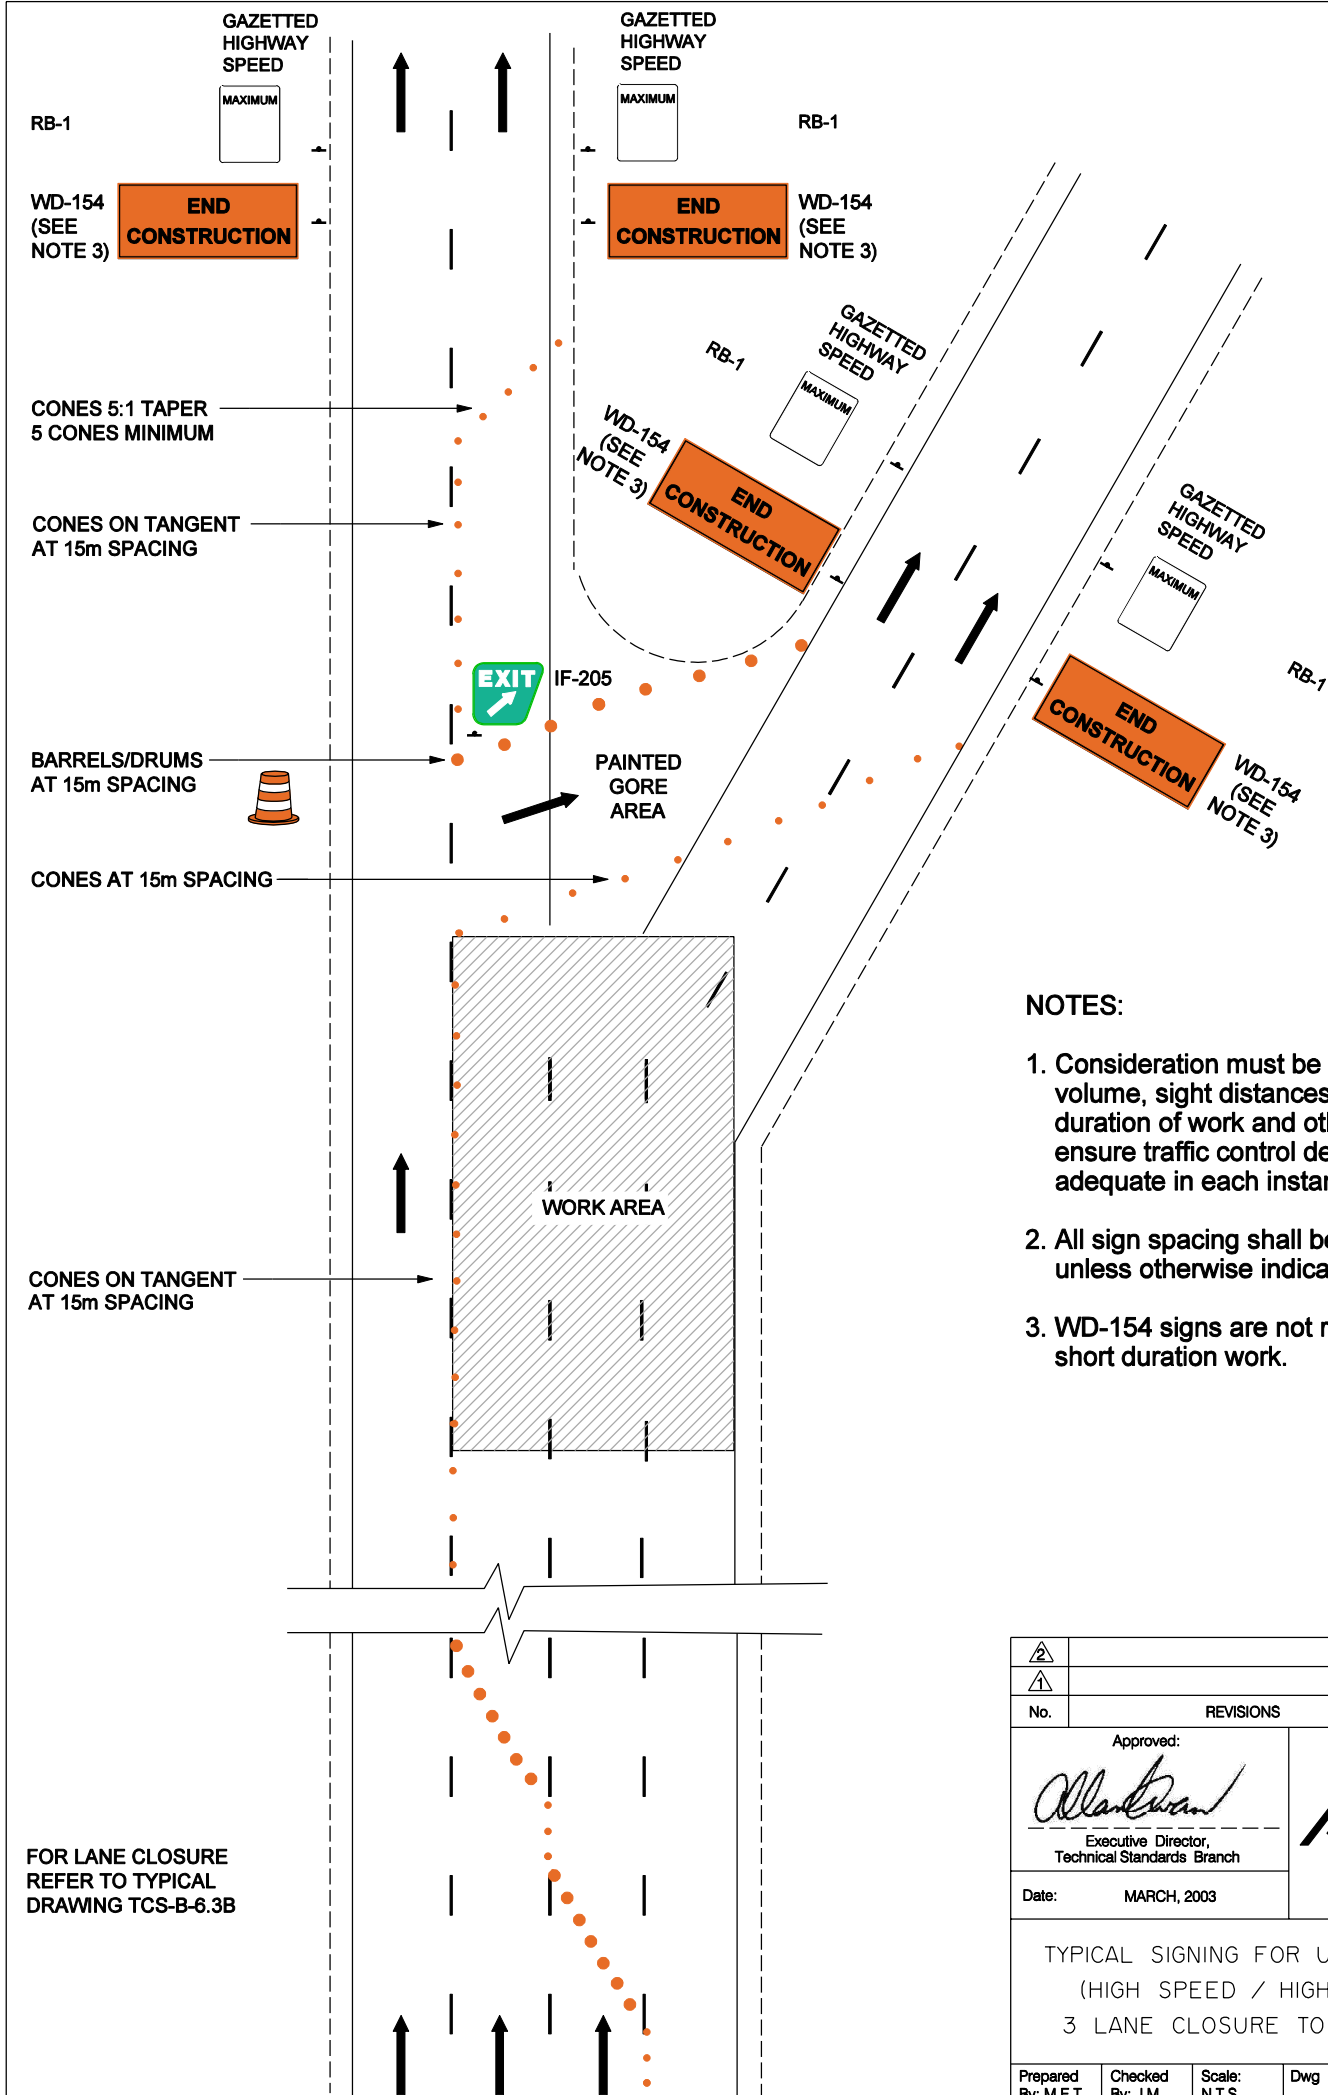 GAZETTED
HIGHWAY
SPEED
MAXIMUM
RB-1
GAZETTED
HIGHWAY
SPEED
MAXIMUM
RB-1
WD-154
(SEE
NOTE 3)
END
CONSTRUCTION
END
CONSTRUCTION
WD-154
(SEE
NOTE 3)
GAZETTED
HIGHWAY
SPEED
RB-1
MAXIMUM
WD-154
(SEE
NOTE 3)
END
CONSTRUCTION
CONES 5:1 TAPER
5 CONES MINIMUM
CONES ON TANGENT
AT 15m SPACING
GAZETTED
HIGHWAY
SPEED
MAXIMUM
RB-1
END
CONSTRUCTION
WD-154
(SEE
NOTE 3)
EXIT
IF-205
BARRELS/DRUMS
AT 15m SPACING
PAINTED
GORE
AREA
CONES AT 15m SPACING
WORK AREA
CONES ON TANGENT
AT 15m SPACING
NOTES:
1. Consideration must be
volume, sight distances
duration of work and
ensure traffic control
adequate in each
2. All sign spacing shall
unless otherwise
3. WD-154 signs are not
short duration work.
FOR LANE CLOSURE
REFER TO TYPICAL
DRAWING TCS-B-6.3B
2
1
No. REVISIONS
Approved:
Executive Director,
Technical Standards Branch
Date: MARCH, 2003
TYPICAL SIGNING FOR
(HIGH SPEED / HIGH
3 LANE CLOSURE TO
Prepared
By: M.E.T.
Checked
By: J.M.
Scale:
N.T.S.
Dwg